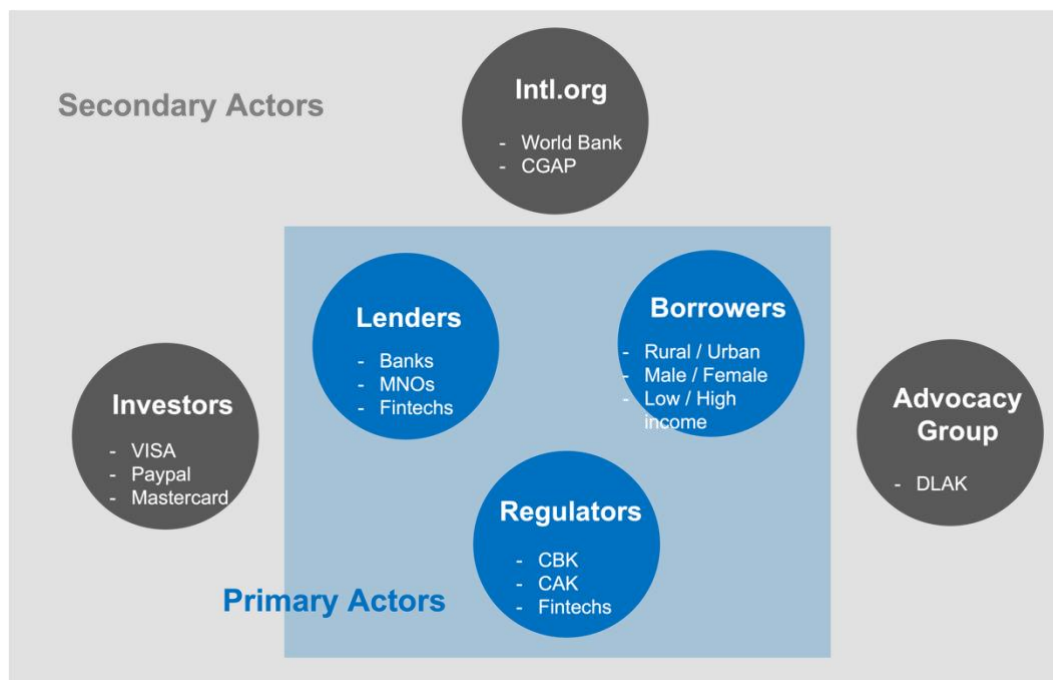 Secondary Actors
Intl.org
- World Bank
- CGAP
Lenders
- Banks
- MNOs
- Fintechs
Borrowers
- Rural / Urban
- Male / Female
- Low / High
income
Investors
- VISA
- Paypal
- Mastercard
Advocacy
Group
- DLAK
Regulators
- CBK
- CAK
- Fintechs
Primary Actors